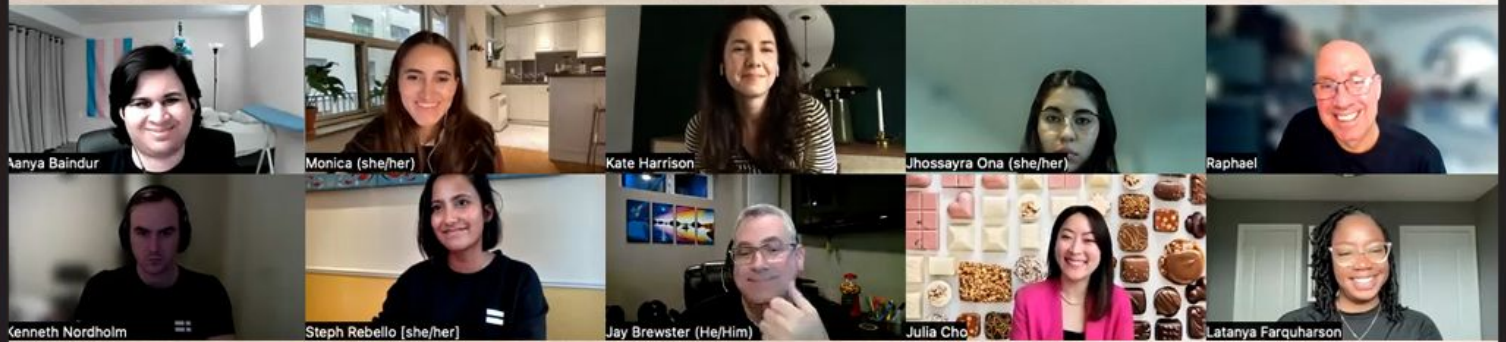 Aanya Baindur
Monica (she/her)
Kate Harrison
Jhossayra Ona (she/her)
Raphael
Kenneth Nordholm
Steph Rebello [she/her]
Jay Brewster (He/Him)
Julia Cho
Latanya Farquharson